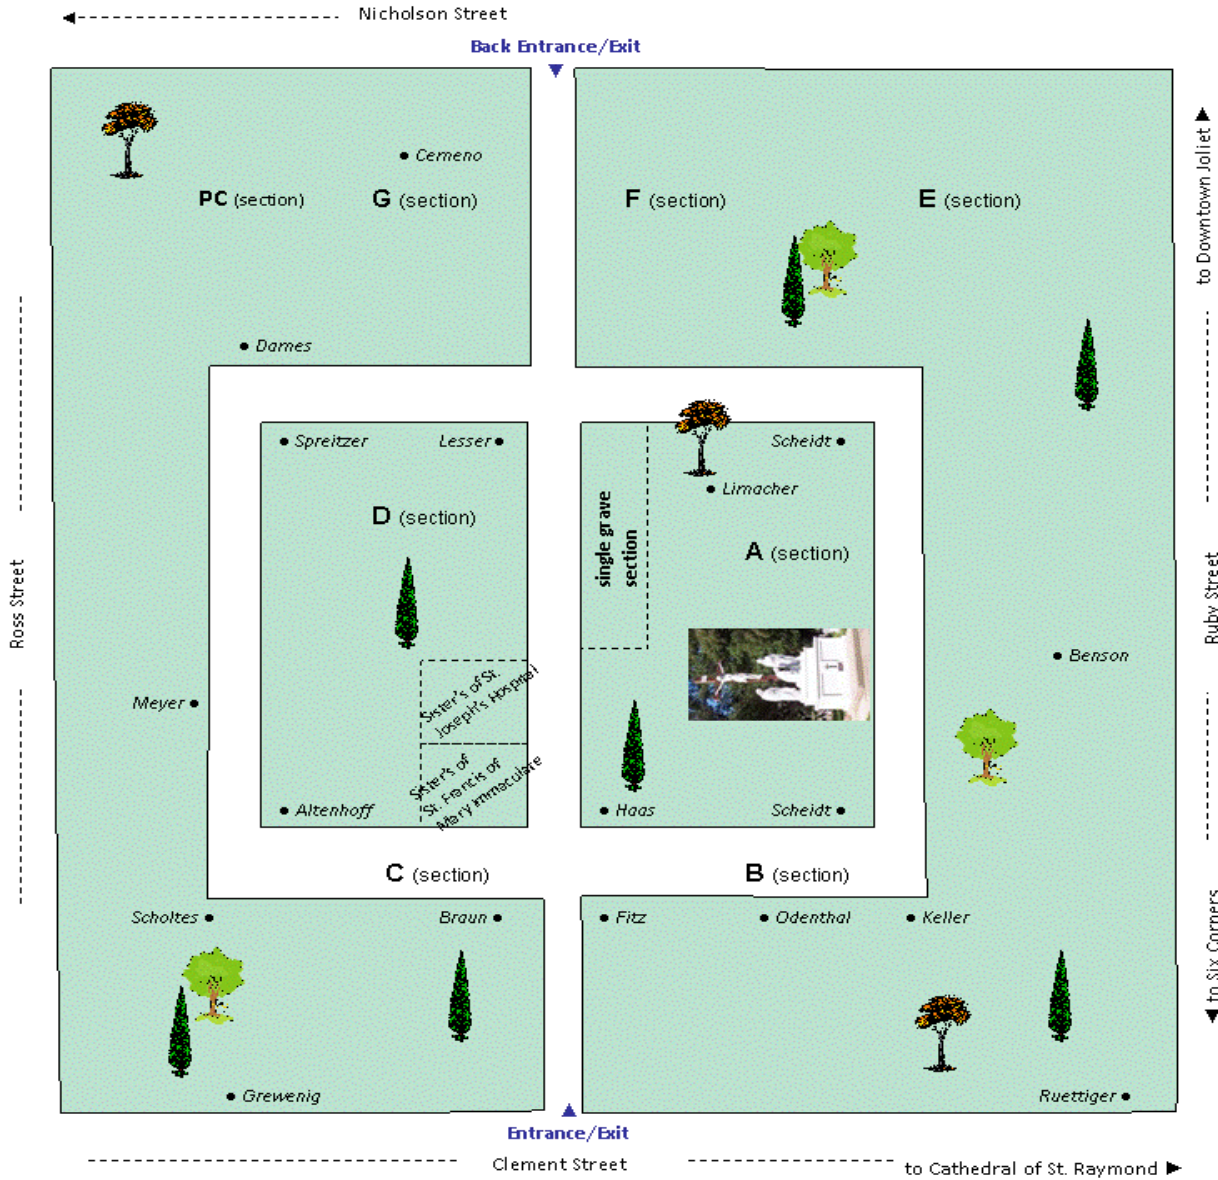 Nicholson Street
Back Entrance/Exit
Cemeno
PC (section)
G (section)
F (section)
E (section)
to Downtown Joliet
Dames
Spreitzer
Lesser
Scheidt
Limacher
D (section)
single grave
section
A (section)
Ross Street
Ruby Street
Benson
Sister's of St.
Joseph's Hospital
Meyer
Sister's of
St. Francis of
Mary Immaculate
Altenhoff
Haas
Scheidt
C (section)
B (section)
Scholtes
Braun
Fitz
Odenthal
Keller
to Six Corners
Grewenig
Ruettiger
Entrance/Exit
Clement Street
to Cathedral of St. Raymond